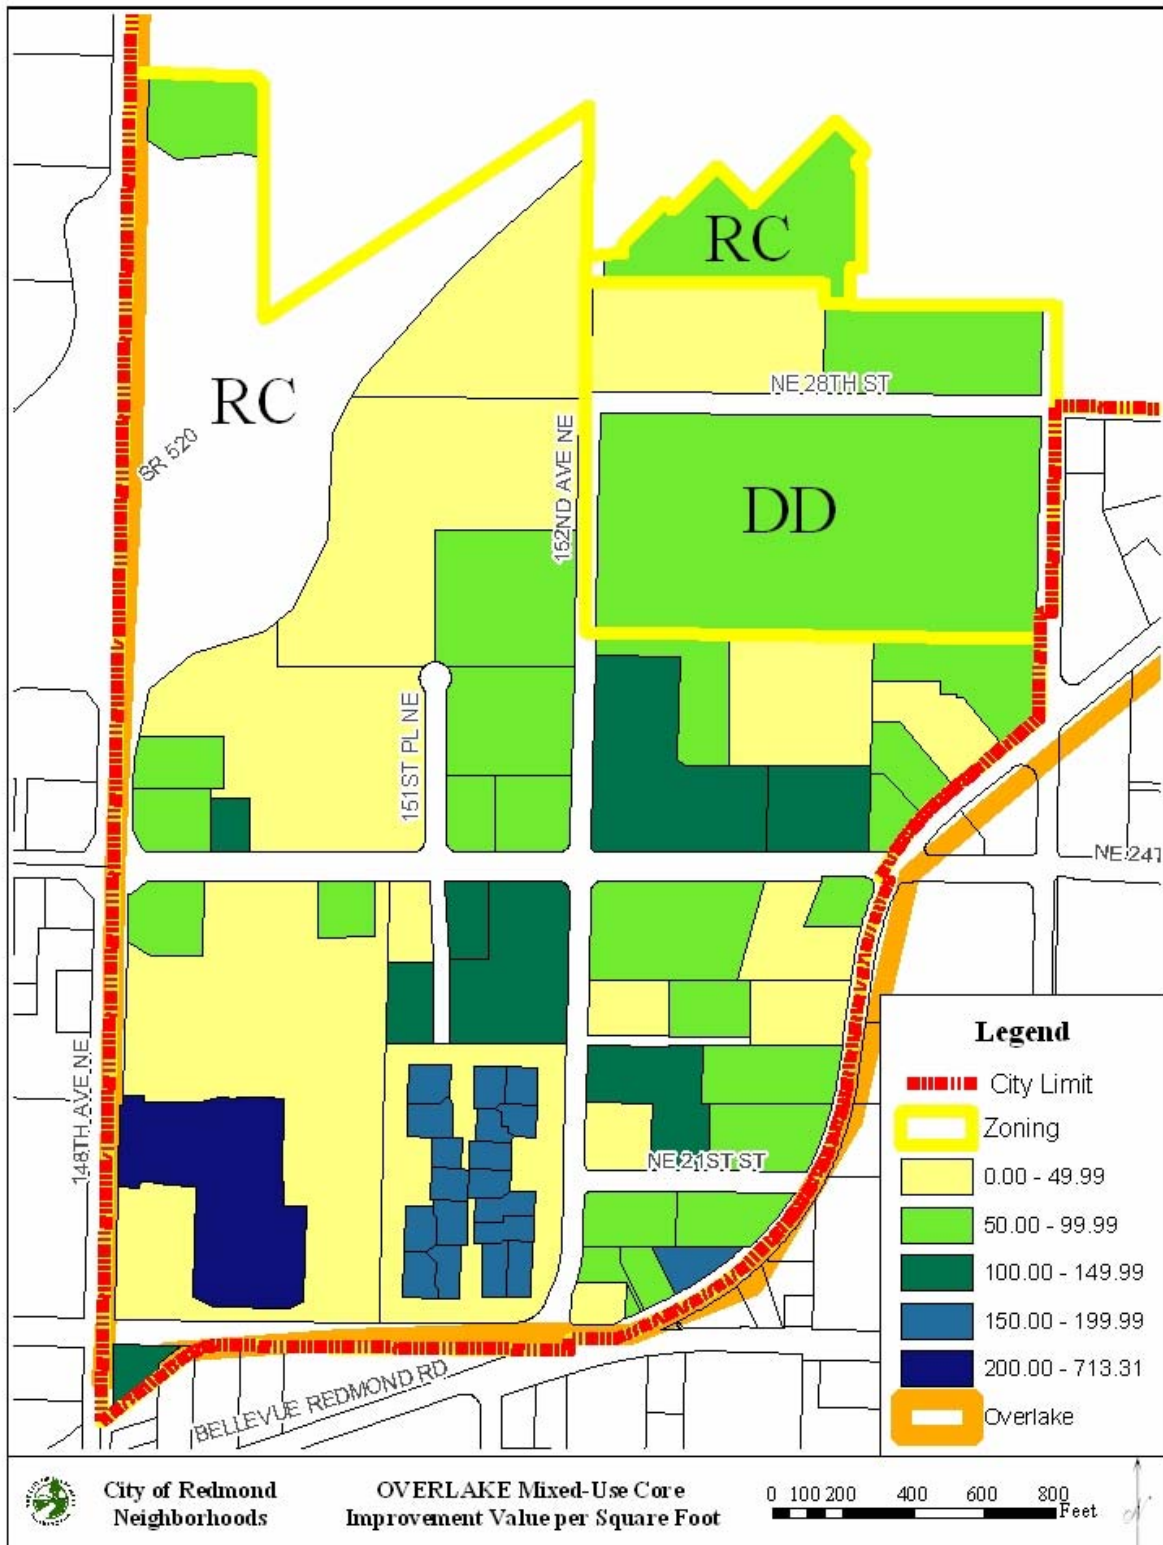 RC
RC
NE 28TH ST
SR 520
152ND AVE NE
DD
151ST PL NE
NE 24T
148TH AVE NE
NE 21ST ST
BELLEVUE REDMOND RD
Legend
City Limit
Zoning
0.00 - 49.99
50.00 - 99.99
100.00 - 149.99
150.00 - 199.99
200.00 - 713.31
Overlake
City of Redmond
Neighborhoods
OVERLAKE Mixed-Use Core
Improvement Value per Square Foot
0 100 200 400 600 800
Feet
N